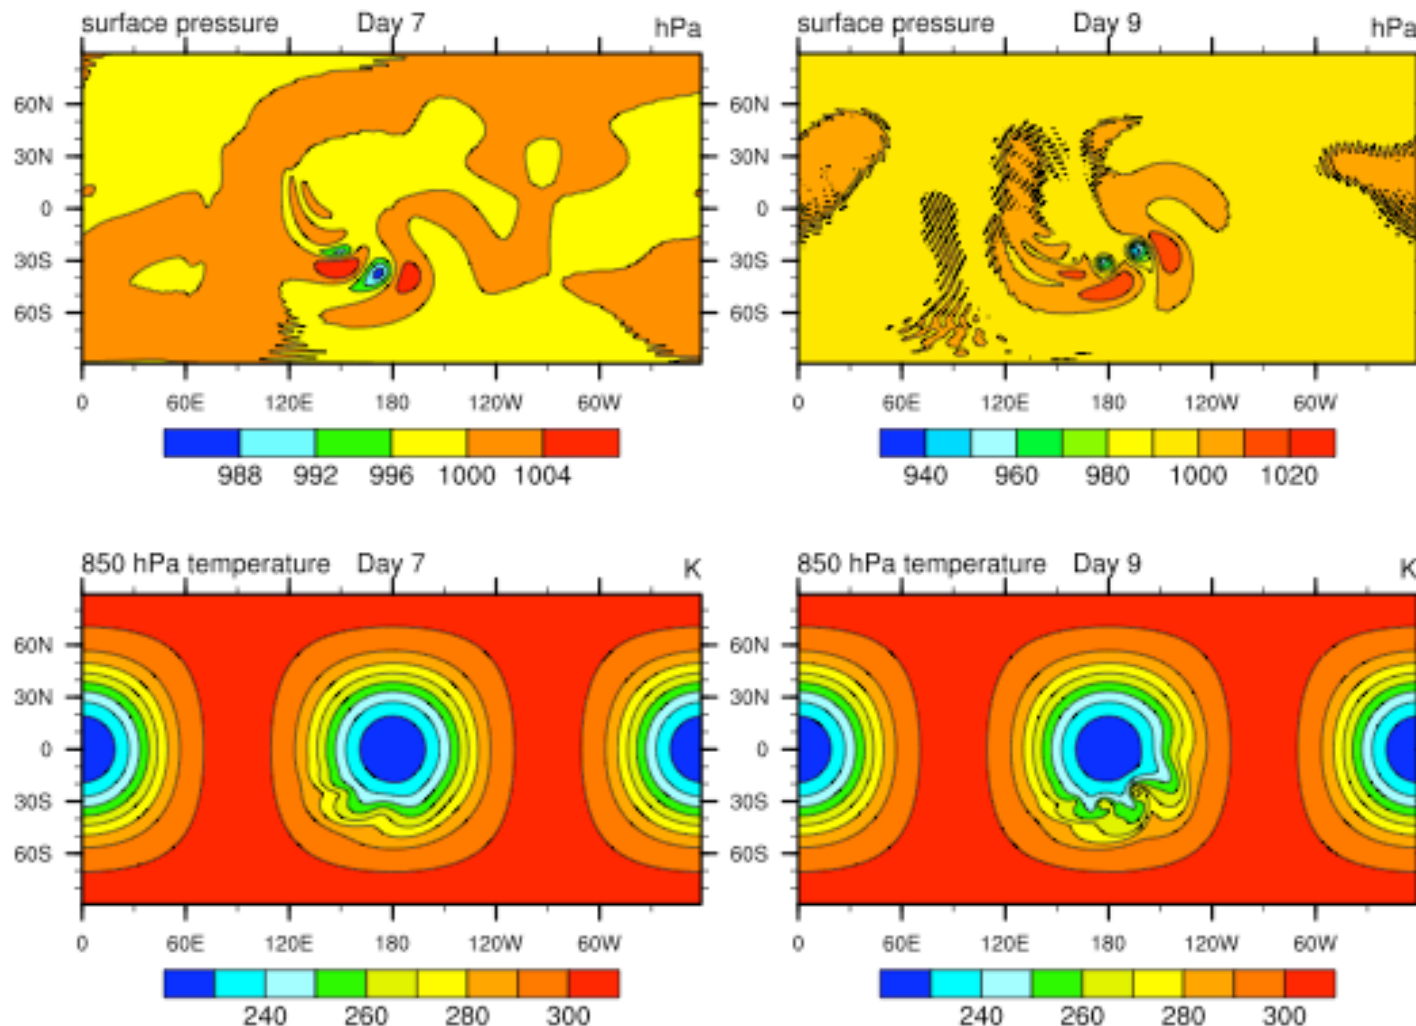 surface pressure Day 7 hPa
60N
30N
0
30S
60S
0 60E 120E 180 120W 60W
988 992 996 1000 1004
surface pressure Day 9 hPa
60N
30N
0
30S
60S
0 60E 120E 180 120W 60W
940 960 980 1000 1020
850 hPa temperature Day 7 K
60N
30N
0
30S
60S
0 60E 120E 180 120W 60W
240 260 280 300
850 hPa temperature Day 9 K
60N
30N
0
30S
60S
0 60E 120E 180 120W 60W
240 260 280 300